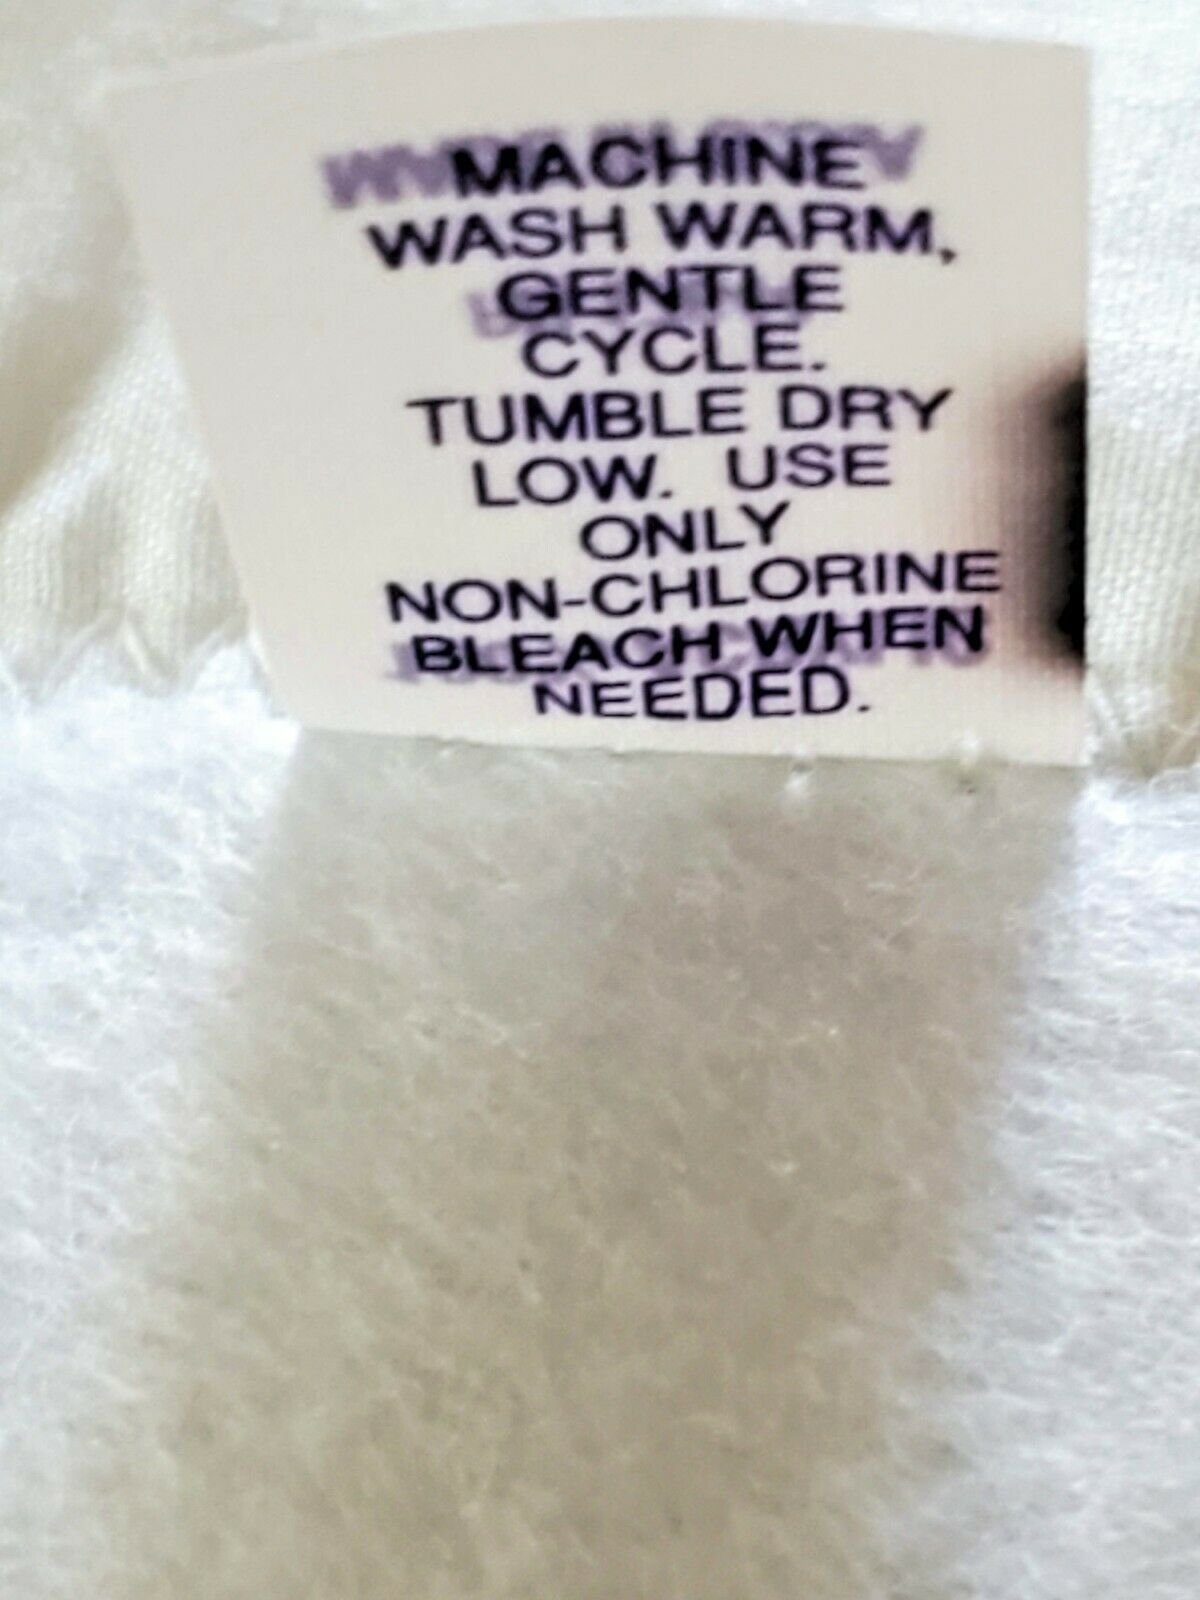 MACHINE
WASH WARM,
GENTLE
CYCLE.
TUMBLE DRY
LOW. USE
ONLY
NON-CHLORINE
BLEACH WHEN
NEEDED.